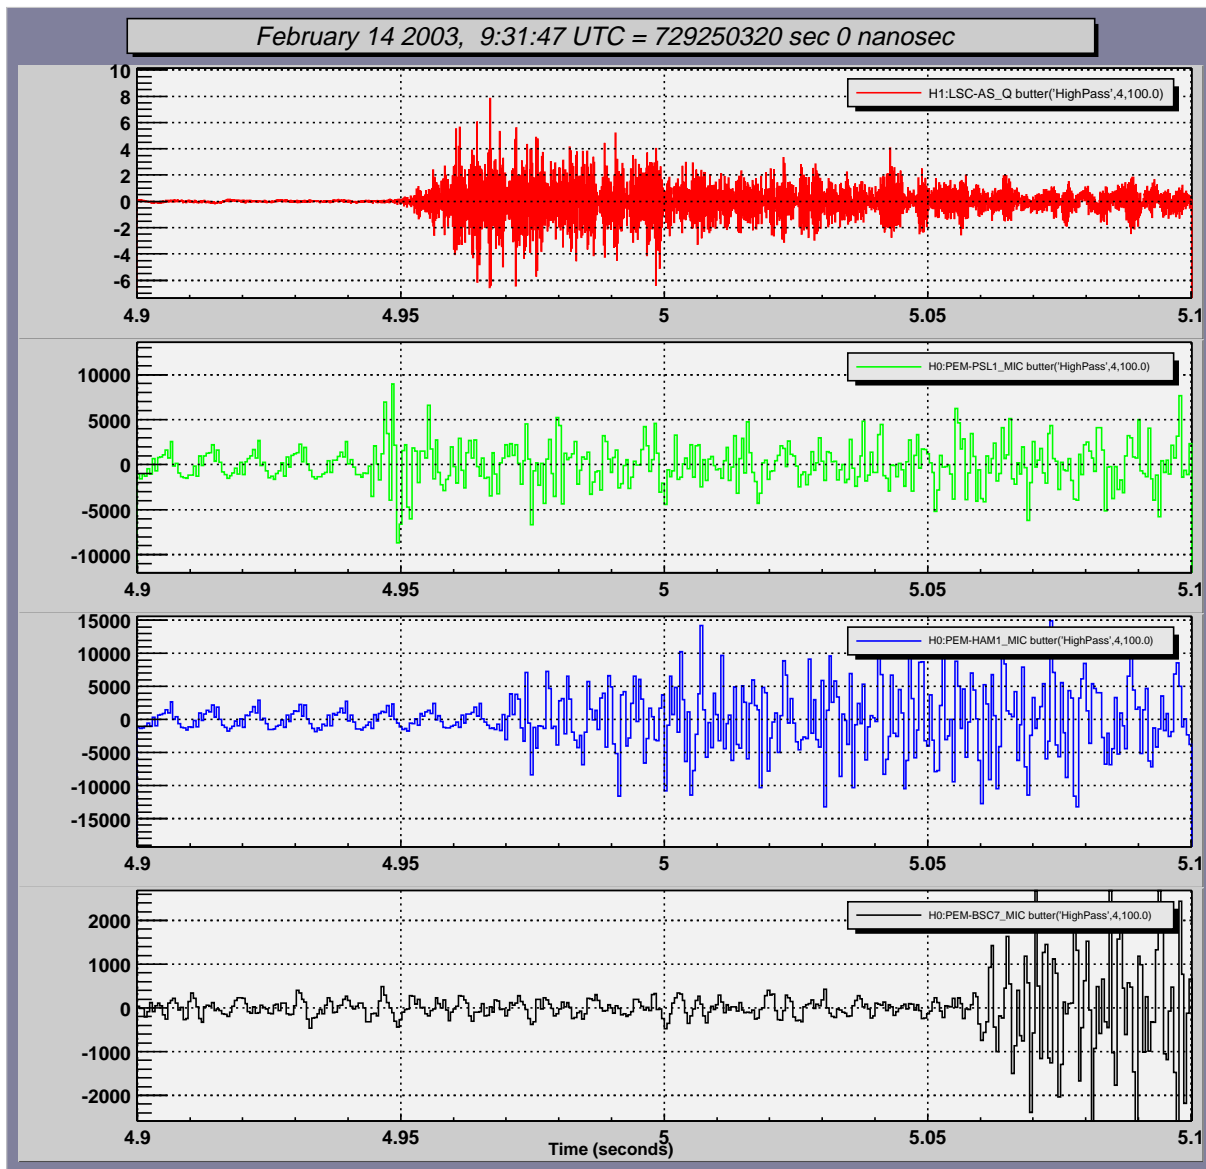 February 14 2003, 9:31:47 UTC = 729250320 sec 0 nanosec
H1:LSC-AS_Q butter('HighPass',4,100.0)
10
8
6
4
2
0
-2
-4
-6
4.9 4.95 5 5.05 5.1
H0:PEM-PSL1_MIC butter('HighPass',4,100.0)
10000
5000
0
-5000
-10000
4.9 4.95 5 5.05 5.1
H0:PEM-HAM1_MIC butter('HighPass',4,100.0)
15000
10000
5000
0
-5000
-10000
-15000
4.9 4.95 5 5.05 5.1
H0:PEM-BSC7_MIC butter('HighPass',4,100.0)
2000
1000
0
-1000
-2000
4.9 4.95 5 5.05 5.1
Time (seconds)